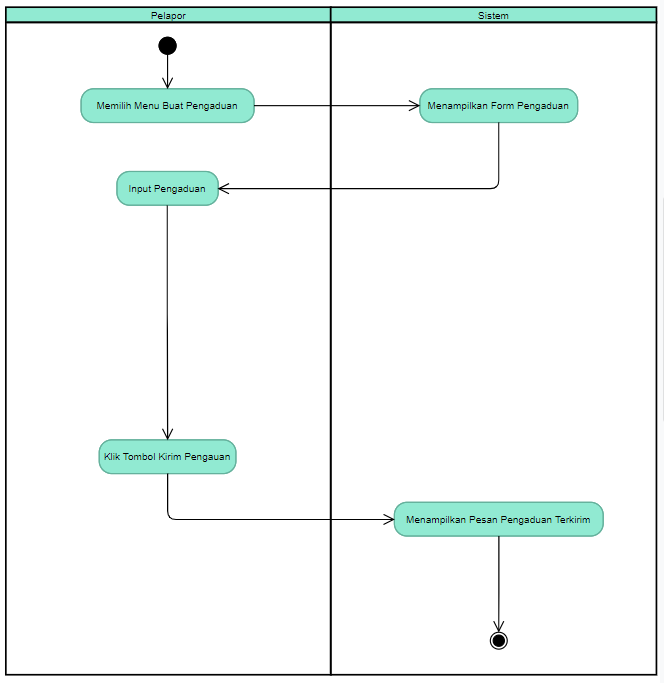 Pelapor
Sistem
Memilih Menu Buat Pengaduan
Menampilkan Form Pengaduan
Input Pengaduan
Klik Tombol Kirim Pengauan
Menampilkan Pesan Pengaduan Terkirim